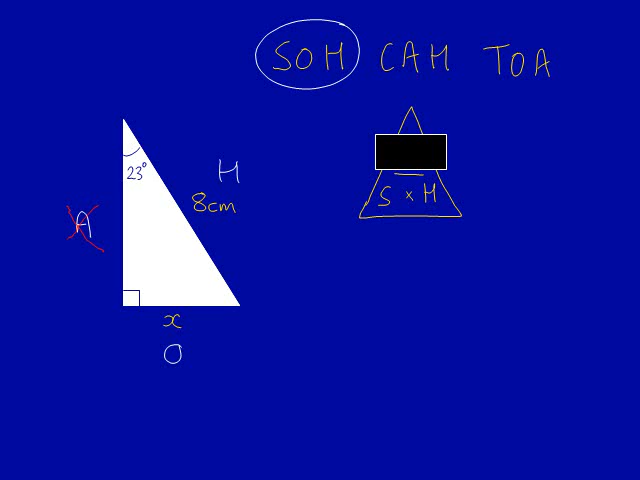 SOH CAH TOA
23°
H
8cm
S × H
A
x
O